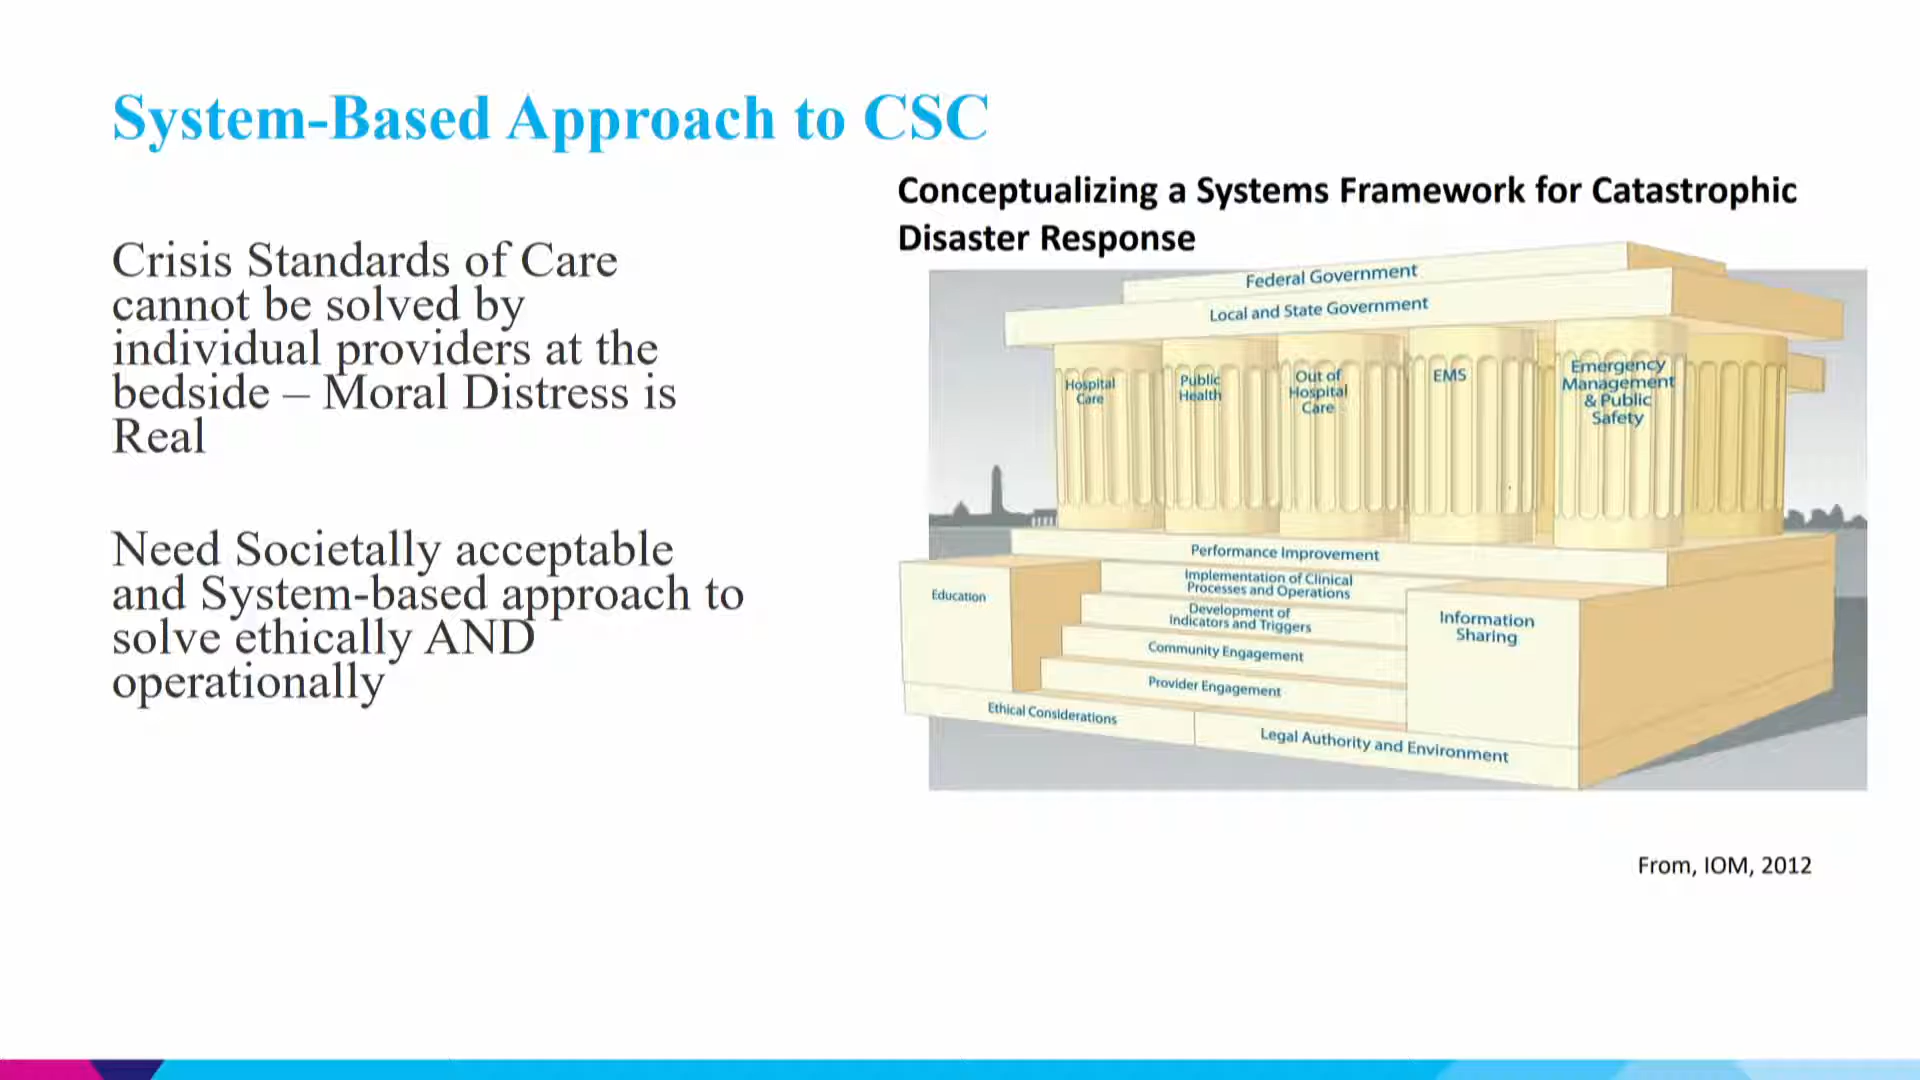 System-Based Approach to CSC
Crisis Standards of Care
cannot be solved by
individual providers at the
bedside – Moral Distress is
Real
Need Societally acceptable
and System-based approach to
solve ethically AND
operationally
Conceptualizing a Systems Framework for Catastrophic
Disaster Response
Federal Government
Local and State Government
Hospital
Care
Public
Health
Out of
Hospital
Care
EMS
Emergency
Management
& Public
Safety
Performance Improvement
Implementation of Clinical
Processes and Operations
Development of
Indicators and Triggers
Community Engagement
Provider Engagement
Education
Information
Sharing
Ethical Considerations
Legal Authority and Environment
From, IOM, 2012